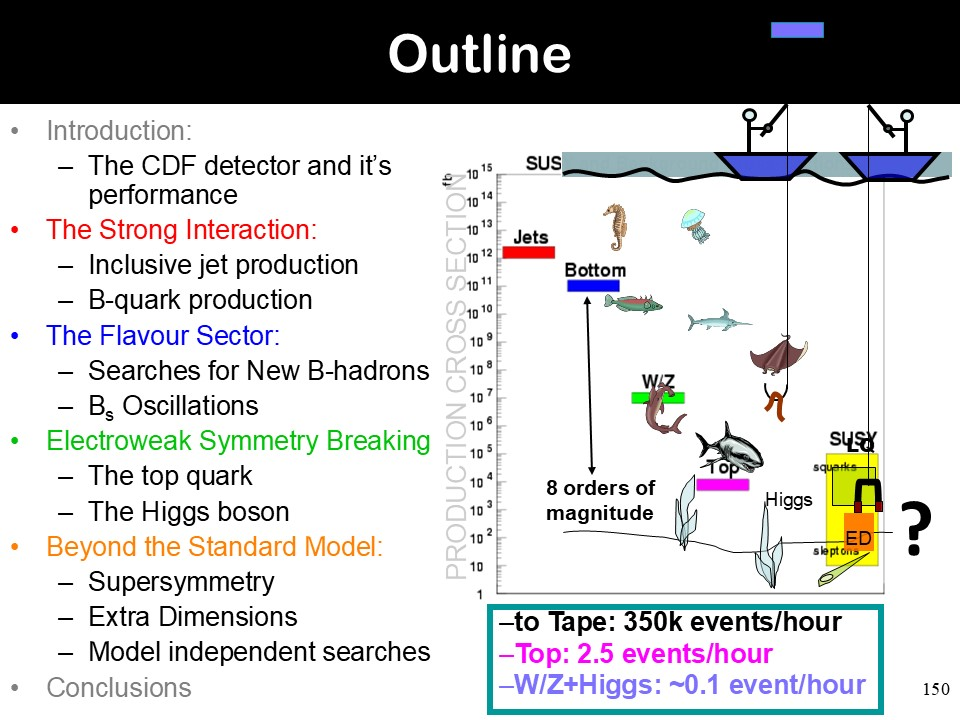 Outline
• Introduction:
– The CDF detector and it's
performance
• The Strong Interaction:
– Inclusive jet production
– B-quark production
• The Flavour Sector:
– Searches for New B-hadrons
– Bs Oscillations
• Electroweak Symmetry Breaking
– The top quark
– The Higgs boson
• Beyond the Standard Model:
– Supersymmetry
– Extra Dimensions
– Model independent searches
• Conclusions
PRODUCTION CROSS SECTION
fb
10 15
10 14
10 13
10 12
10 11
10 10
10 9
10 8
10 7
10 6
10 5
10 4
10 3
10 2
10
1
SUS
Jets
Bottom
W/Z
Top
8 orders of
magnitude
Higgs
SUSY
LQ
squarks
ED
sleptons
?
–to Tape: 350k events/hour
–Top: 2.5 events/hour
–W/Z+Higgs: ~0.1 event/hour
150